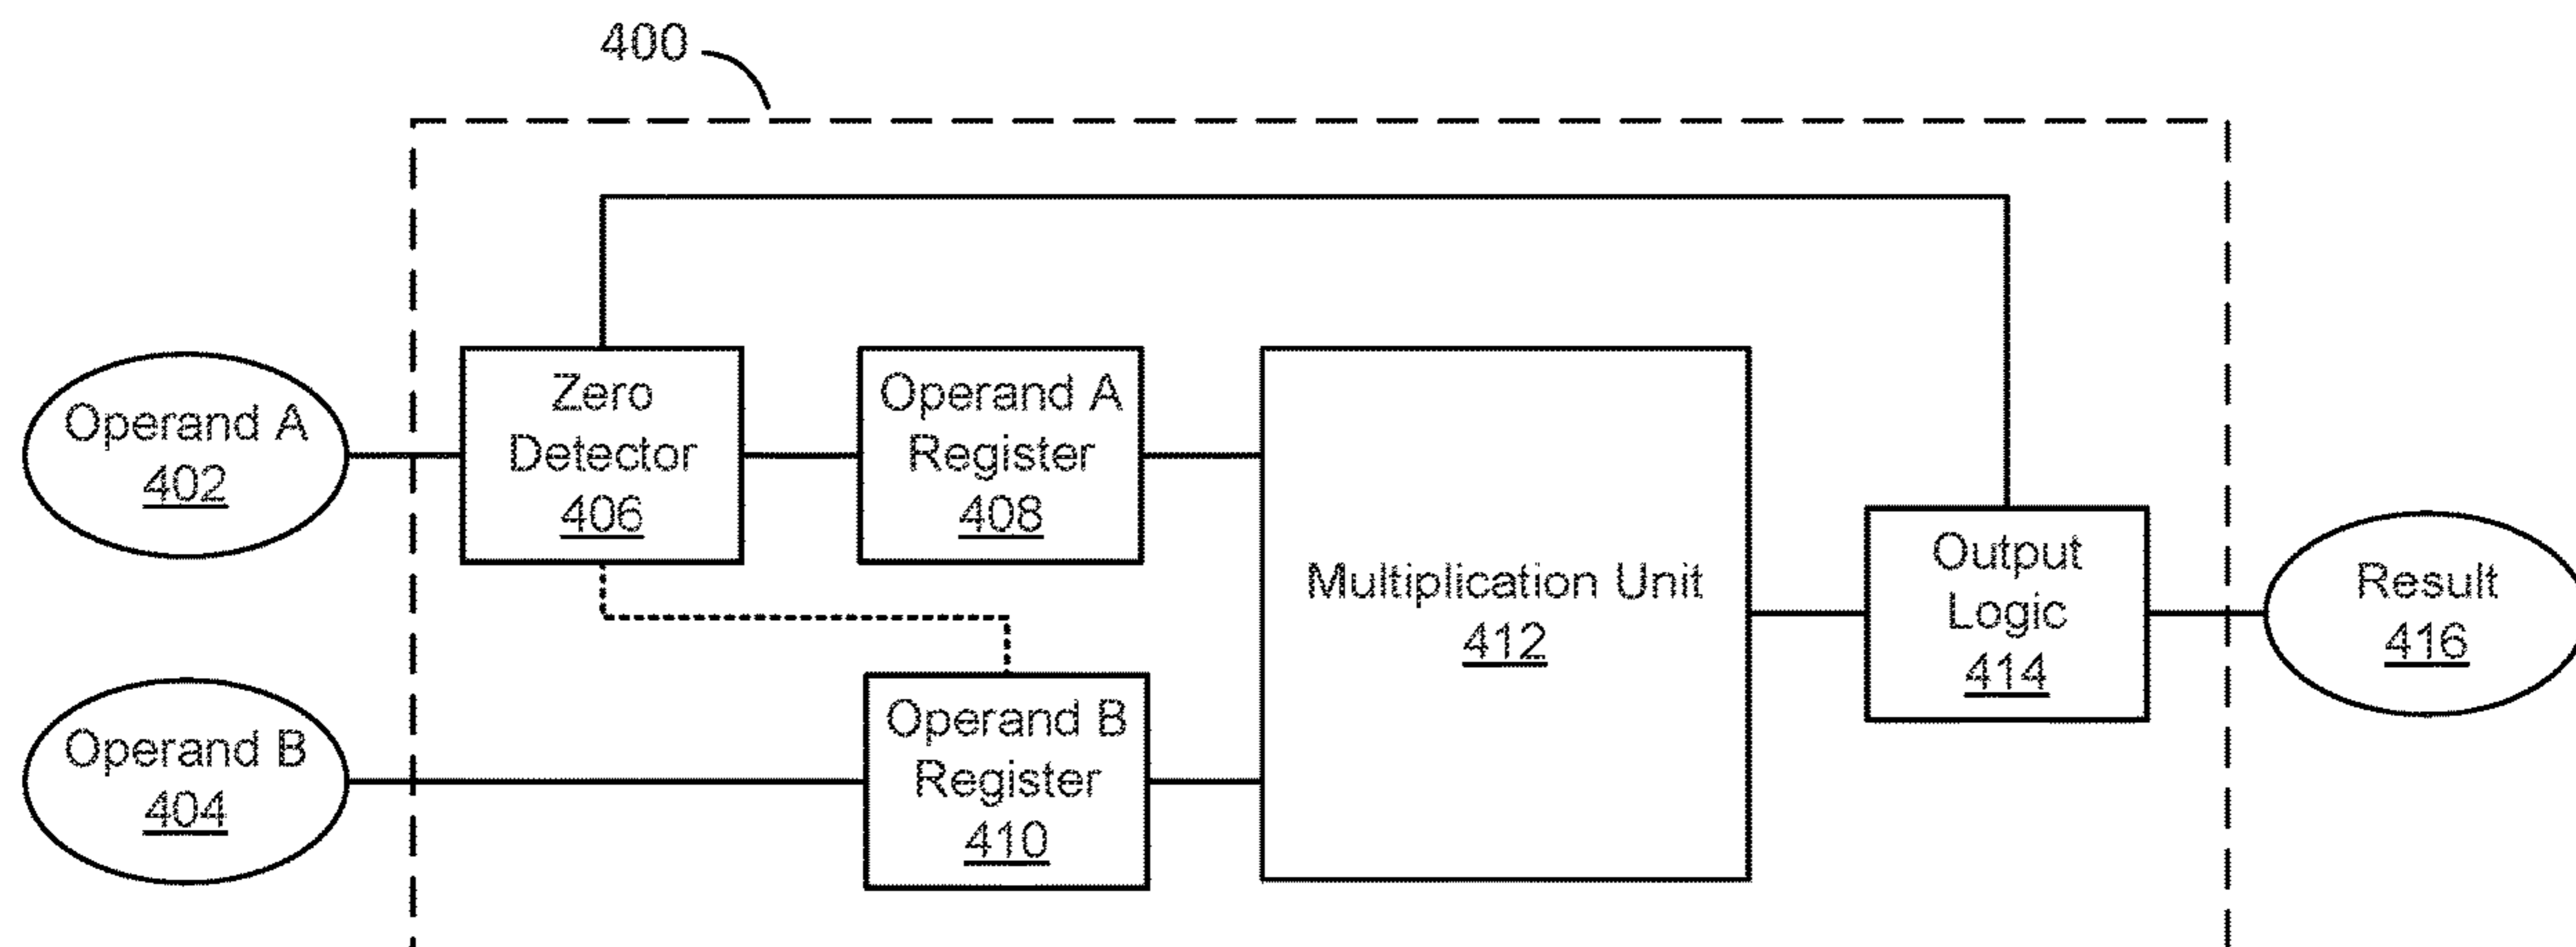 400
Operand A
402
Zero
Detector
406
Operand A
Register
408
Multiplication Unit
412
Output
Logic
414
Result
416
Operand B
404
Operand B
Register
410